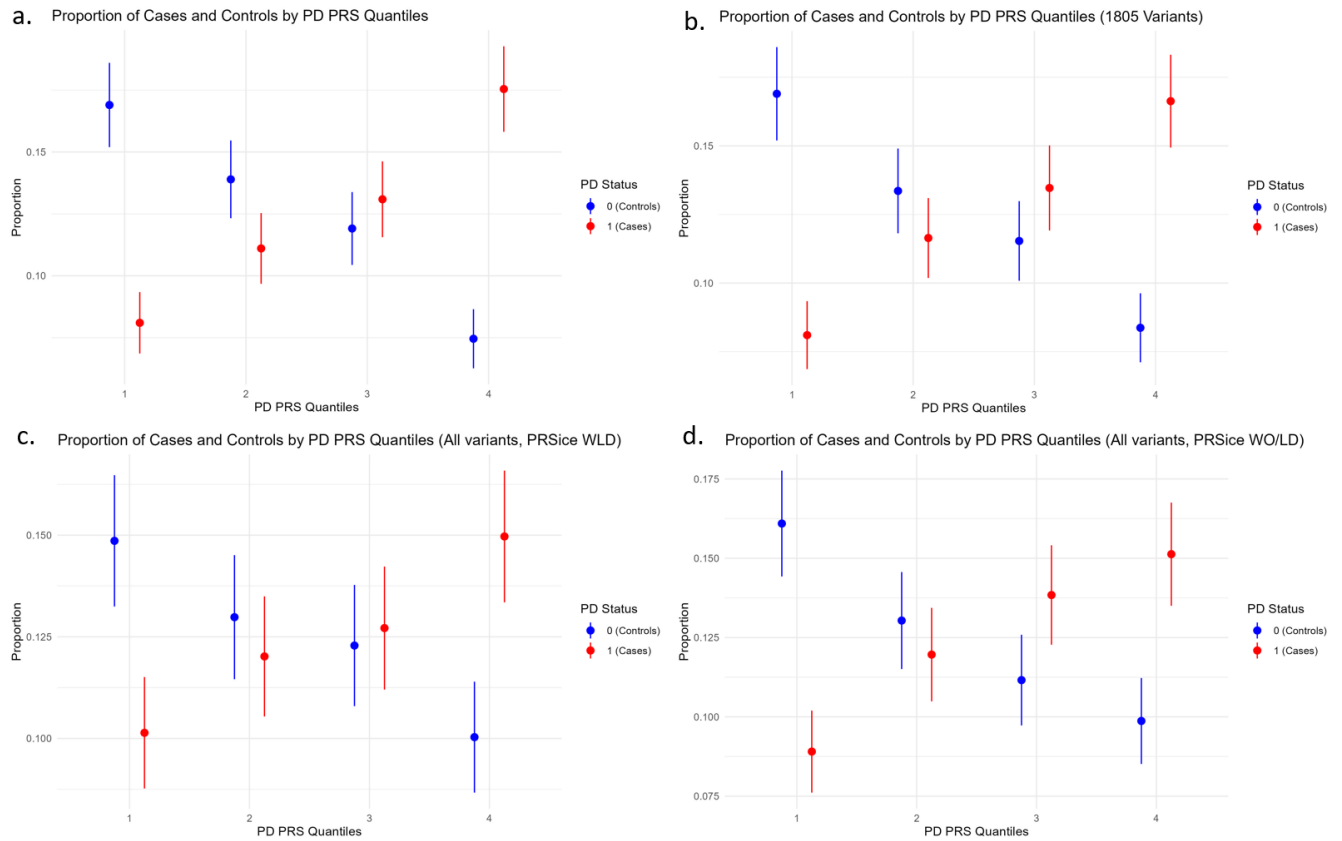 a.
Proportion of Cases and Controls by PD PRS Quantiles
0.15
0.10
Proportion
1
2
3
4
PD PRS Quantiles
PD Status
0 (Controls)
1 (Cases)
b.
Proportion of Cases and Controls by PD PRS Quantiles (1805 Variants)
0.15
0.10
Proportion
1
2
3
4
PD PRS Quantiles
PD Status
0 (Controls)
1 (Cases)
c.
Proportion of Cases and Controls by PD PRS Quantiles (All variants, PRSice WLD)
0.150
0.125
0.100
Proportion
1
2
3
4
PD PRS Quantiles
PD Status
0 (Controls)
1 (Cases)
d.
Proportion of Cases and Controls by PD PRS Quantiles (All variants, PRSice WO/LD)
0.175
0.150
0.125
0.100
0.075
Proportion
1
2
3
4
PD PRS Quantiles
PD Status
0 (Controls)
1 (Cases)